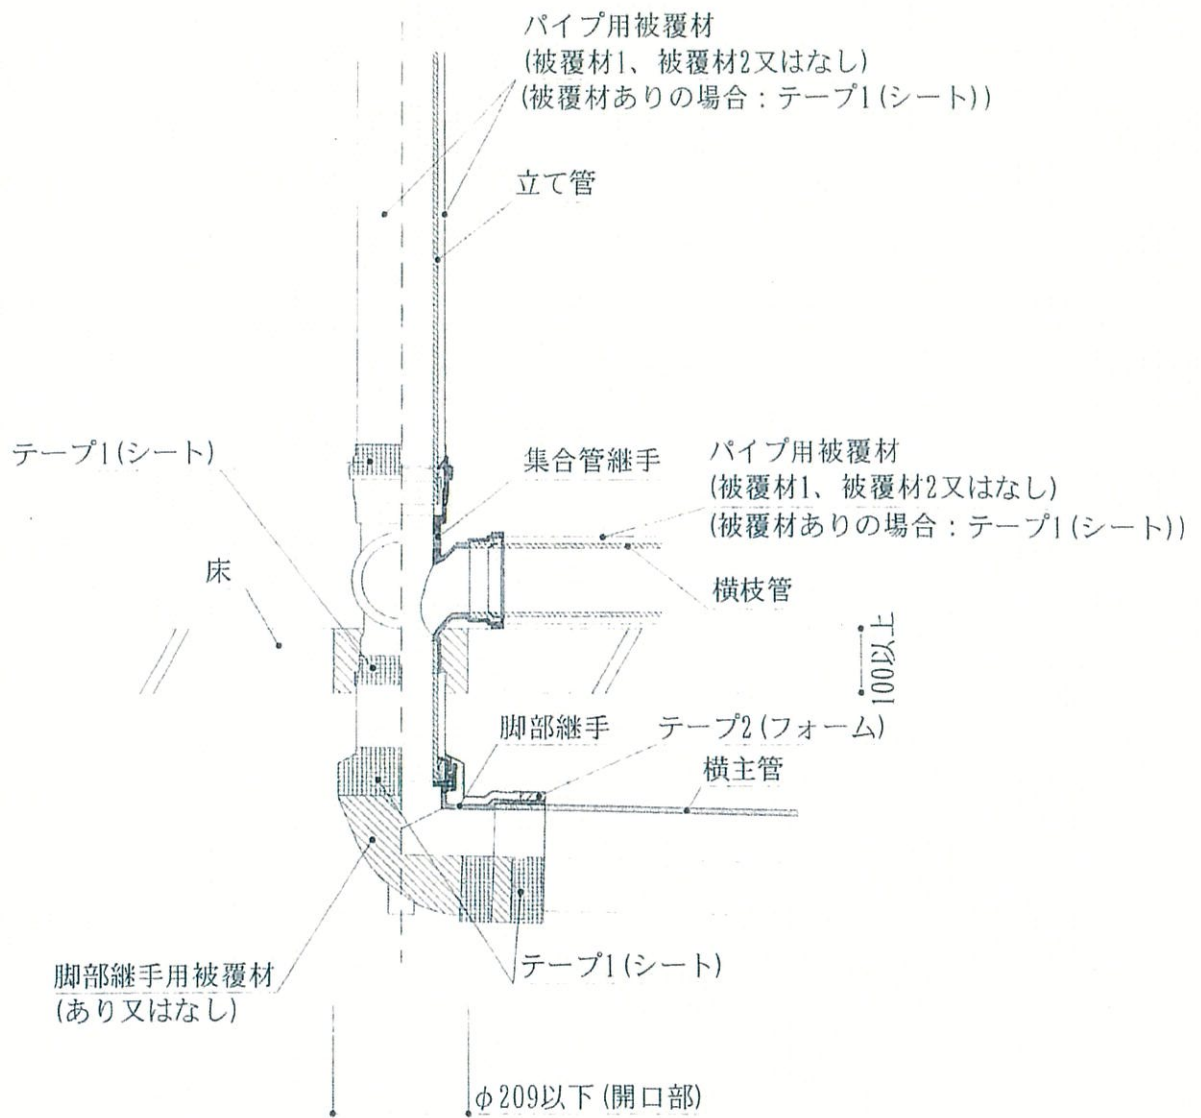 パイプ用被覆材
(被覆材1、被覆材2又はなし)
(被覆材ありの場合：テープ1(シート))
立て管
テープ1(シート)
集合管継手
パイプ用被覆材
(被覆材1、被覆材2又はなし)
(被覆材ありの場合：テープ1(シート))
床
横枝管
100以上
脚部継手
テープ2(フォーム)
横主管
脚部継手用被覆材
(あり又はなし)
テープ1(シート)
φ209以下(開口部)